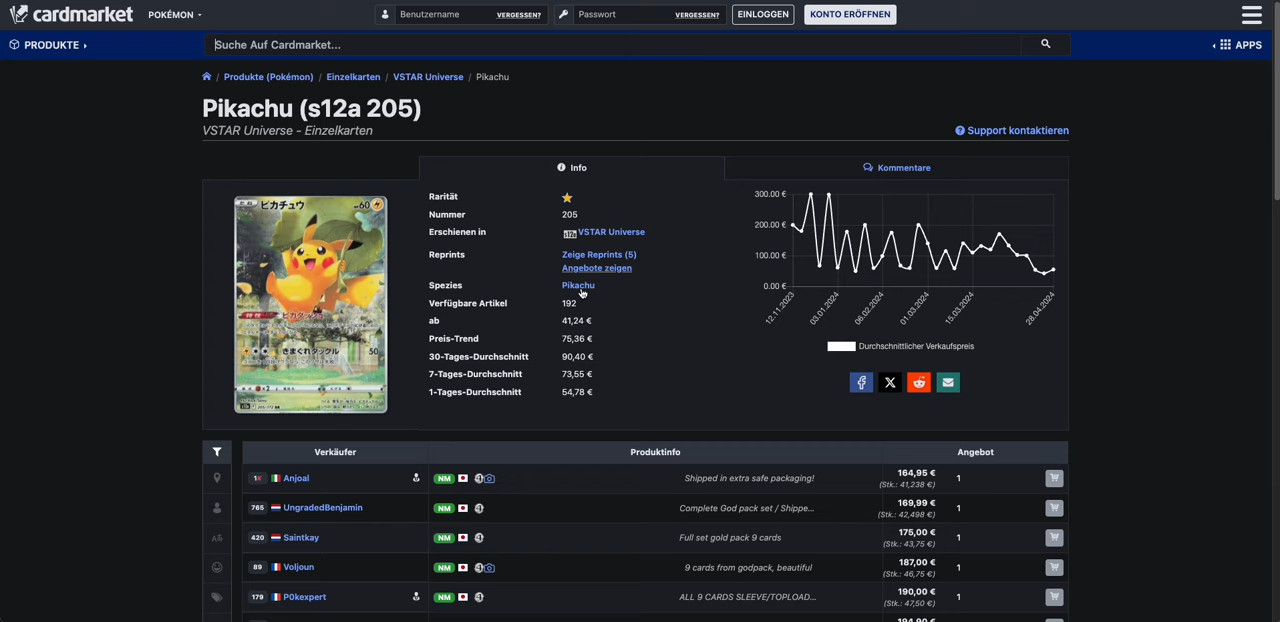 cardmarket POKÉMON
Benutzername VERGESSEN? Passwort VERGESSEN? EINLOGGEN KONTO ERÖFFNEN
PRODUKTE Suche Auf Cardmarket... APPS
/ Produkte (Pokémon) / Einzelkarten / VSTAR Universe / Pikachu
Pikachu (s12a 205)
VSTAR Universe - Einzelkarten
Support kontaktieren
Info Kommentare
ピカチュウ 60
50
Rarität
Nummer 205
Erschienen in s12a VSTAR Universe
Reprints Zeige Reprints (5)
Angebote zeigen
Spezies Pikachu
Verfügbare Artikel 192
ab 41,24 €
Preis-Trend 75,36 €
30-Tages-Durchschnitt 90,40 €
7-Tages-Durchschnitt 73,55 €
1-Tages-Durchschnitt 54,78 €
300.00 €
200.00 €
100.00 €
0.00 €
12.11.2023 03.01.2024 06.02.2024 01.03.2024 15.03.2024 28.04.2024
Durchschnittlicher Verkaufspreis
Verkäufer Produktinfo Angebot
1K Anjoal NM Shipped in extra safe packaging! 164,95 € 1
(Stk.: 41,238 €)
765 UngradedBenjamin NM Complete God pack set / Shippe... 169,99 € 1
(Stk.: 42,498 €)
420 Saintkay NM Full set gold pack 9 cards 175,00 € 1
(Stk.: 43,75 €)
89 Voljoun NM 9 cards from godpack, beautiful 187,00 € 1
(Stk.: 46,75 €)
179 P0kexpert NM ALL 9 CARDS SLEEVE/TOPLOAD... 190,00 € 1
(Stk.: 47,50 €)